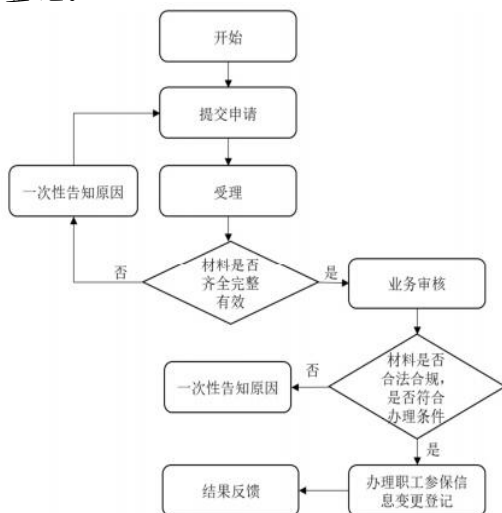 开始
提交申请
一次性告知原因
受理
材料是否
齐全完整
有效
否
是
业务审核
材料是否
合法合规,
是否符合
办理条件
否
一次性告知原因
是
办理职工参保信
息变更登记
结果反馈